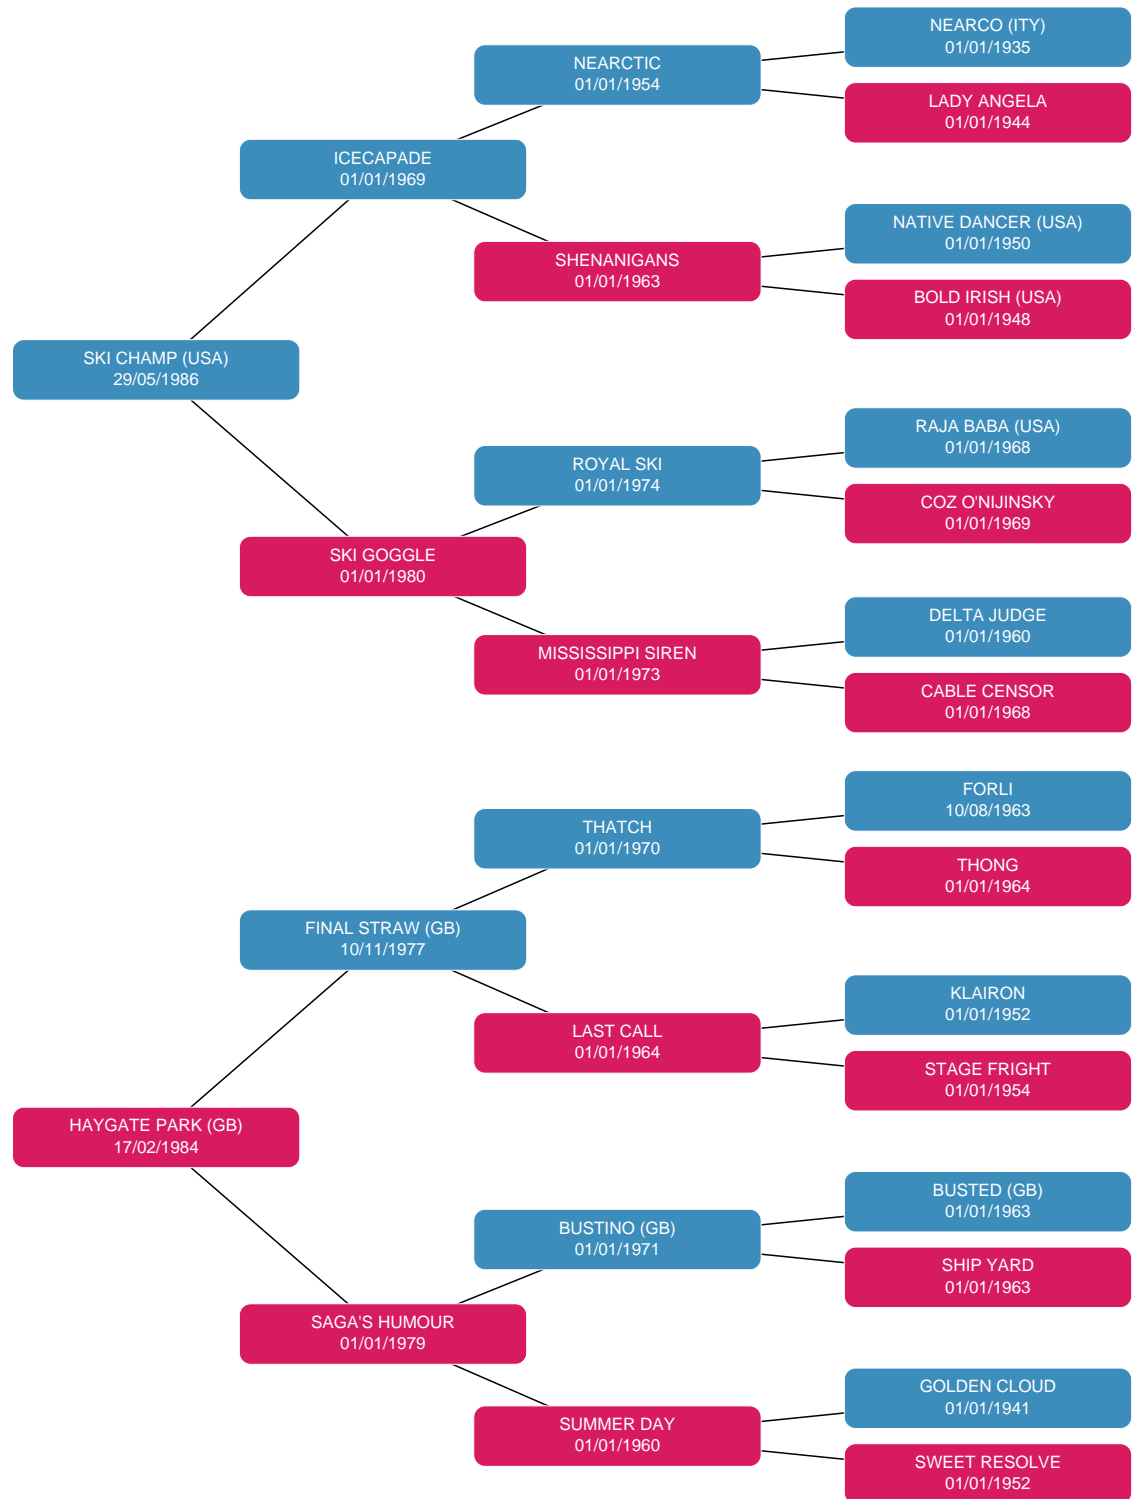 NEARCO (ITY)
01/01/1935
NEARCTIC
01/01/1954
LADY ANGELA
01/01/1944
ICECAPADE
01/01/1969
NATIVE DANCER (USA)
01/01/1950
SHENANIGANS
01/01/1963
BOLD IRISH (USA)
01/01/1948
SKI CHAMP (USA)
29/05/1986
RAJA BABA (USA)
01/01/1968
ROYAL SKI
01/01/1974
COZ O'NIJINSKY
01/01/1969
SKI GOGGLE
01/01/1980
DELTA JUDGE
01/01/1960
MISSISSIPPI SIREN
01/01/1973
CABLE CENSOR
01/01/1968
FORLI
10/08/1963
THATCH
01/01/1970
THONG
01/01/1964
FINAL STRAW (GB)
10/11/1977
KLAIRON
01/01/1952
LAST CALL
01/01/1964
STAGE FRIGHT
01/01/1954
HAYGATE PARK (GB)
17/02/1984
BUSTED (GB)
01/01/1963
BUSTINO (GB)
01/01/1971
SHIP YARD
01/01/1963
SAGA'S HUMOUR
01/01/1979
GOLDEN CLOUD
01/01/1941
SUMMER DAY
01/01/1960
SWEET RESOLVE
01/01/1952